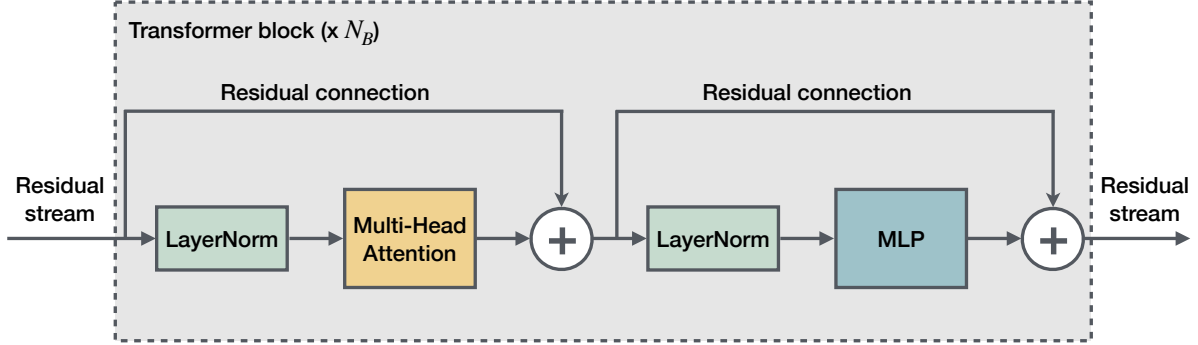 Transformer block (x N_B)
Residual connection
Residual connection
Residual
stream
LayerNorm
Multi-Head
Attention
+
LayerNorm
MLP
+
Residual
stream